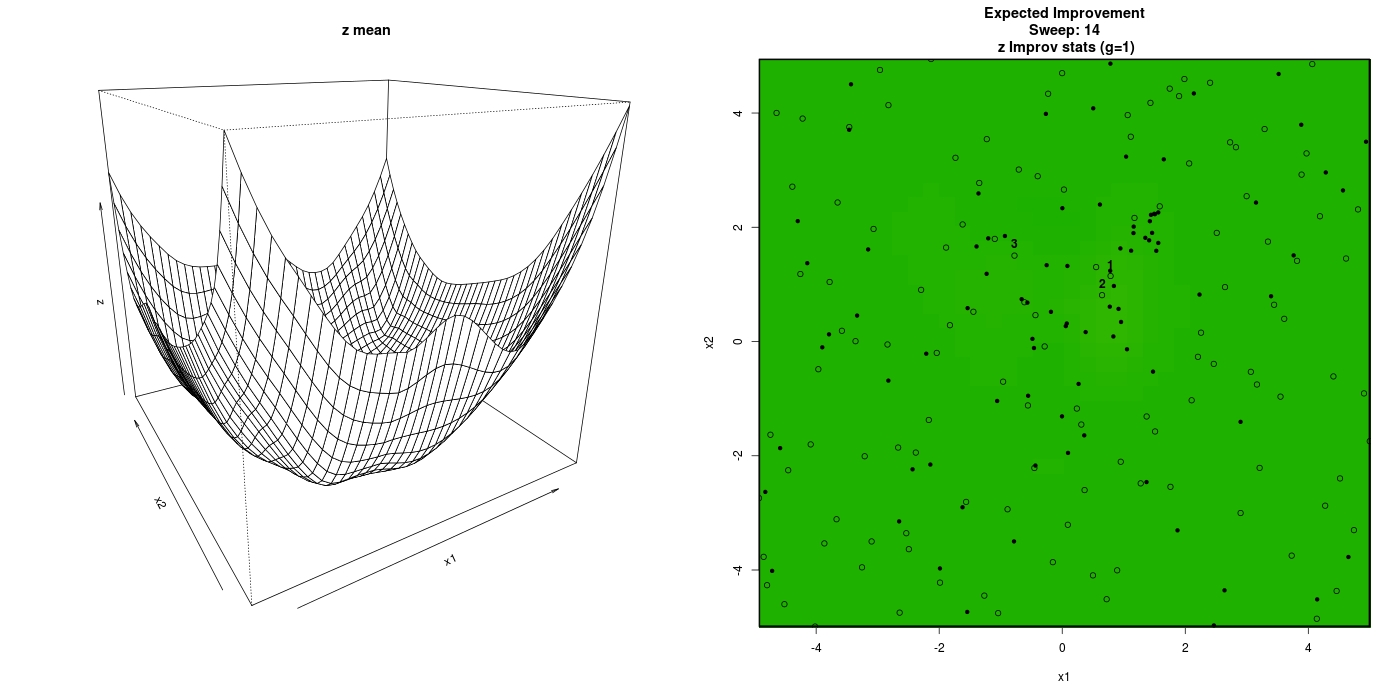 z mean
z
x2
x1
Expected Improvement
Sweep: 14
z Improv stats (g=1)
x2
4
2
0
-2
-4
3
1
2
-4
-2
0
2
4
x1